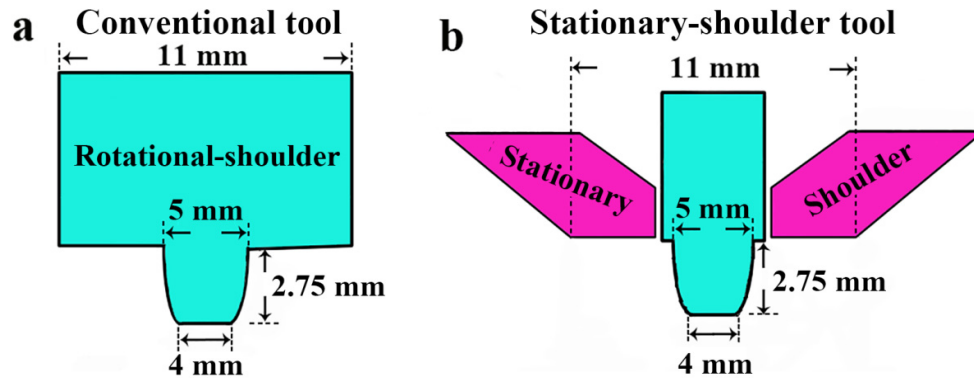 a Conventional tool
11 mm
Rotational-shoulder
5 mm
2.75 mm
4 mm
b Stationary-shoulder tool
11 mm
Stationary
Shoulder
5 mm
2.75 mm
4 mm